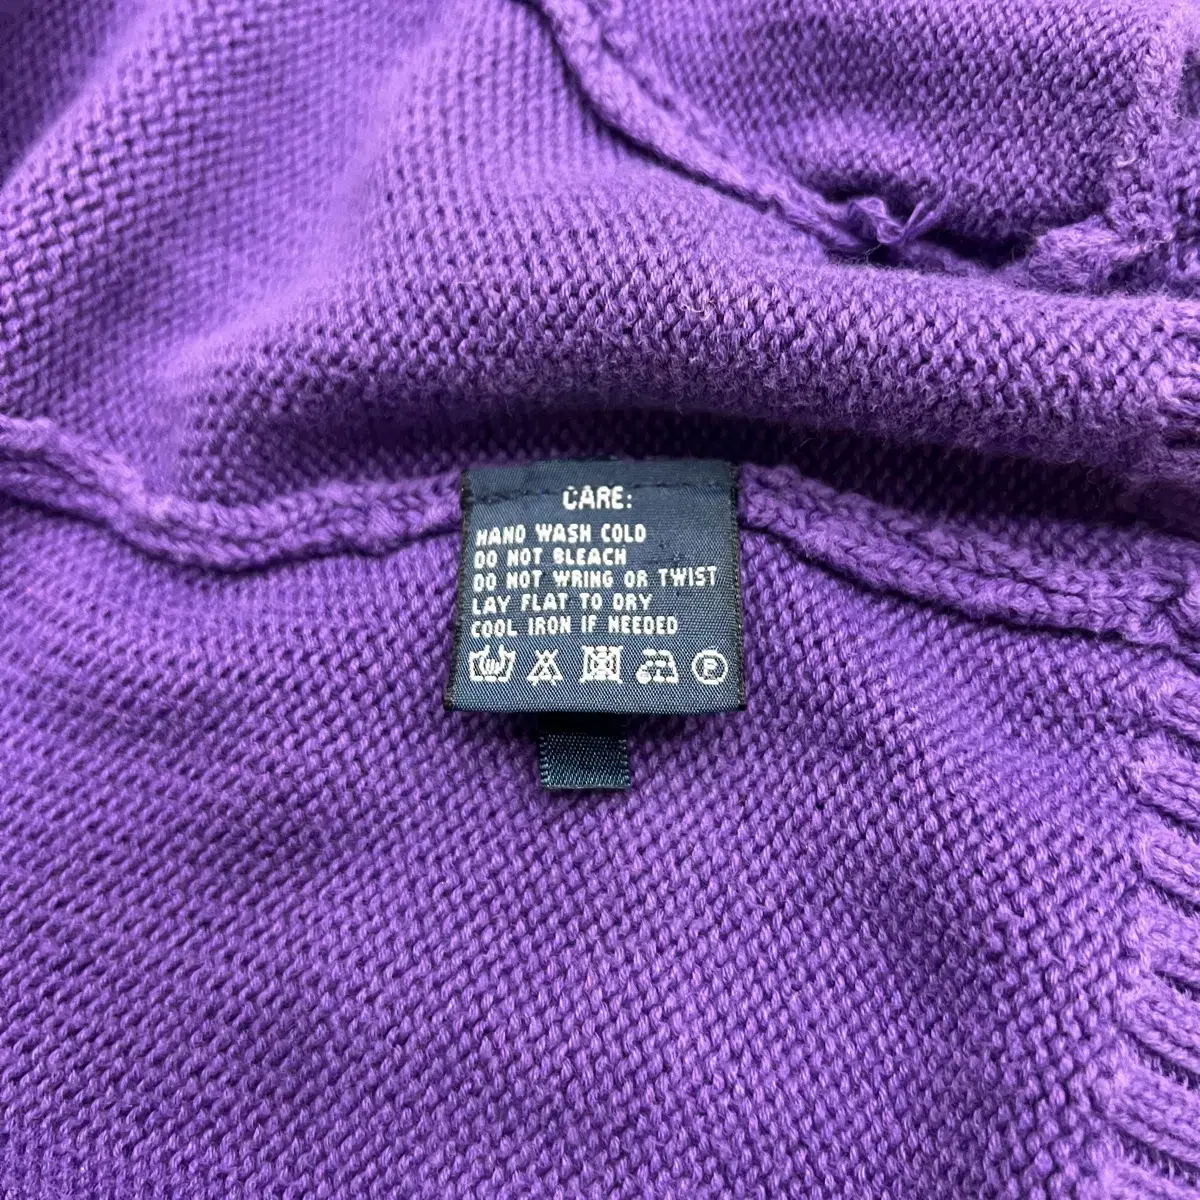 CARE:
HAND WASH COLD
DO NOT BLEACH
DO NOT WRING OR TWIST
LAY FLAT TO DRY
COOL IRON IF NEEDED
P